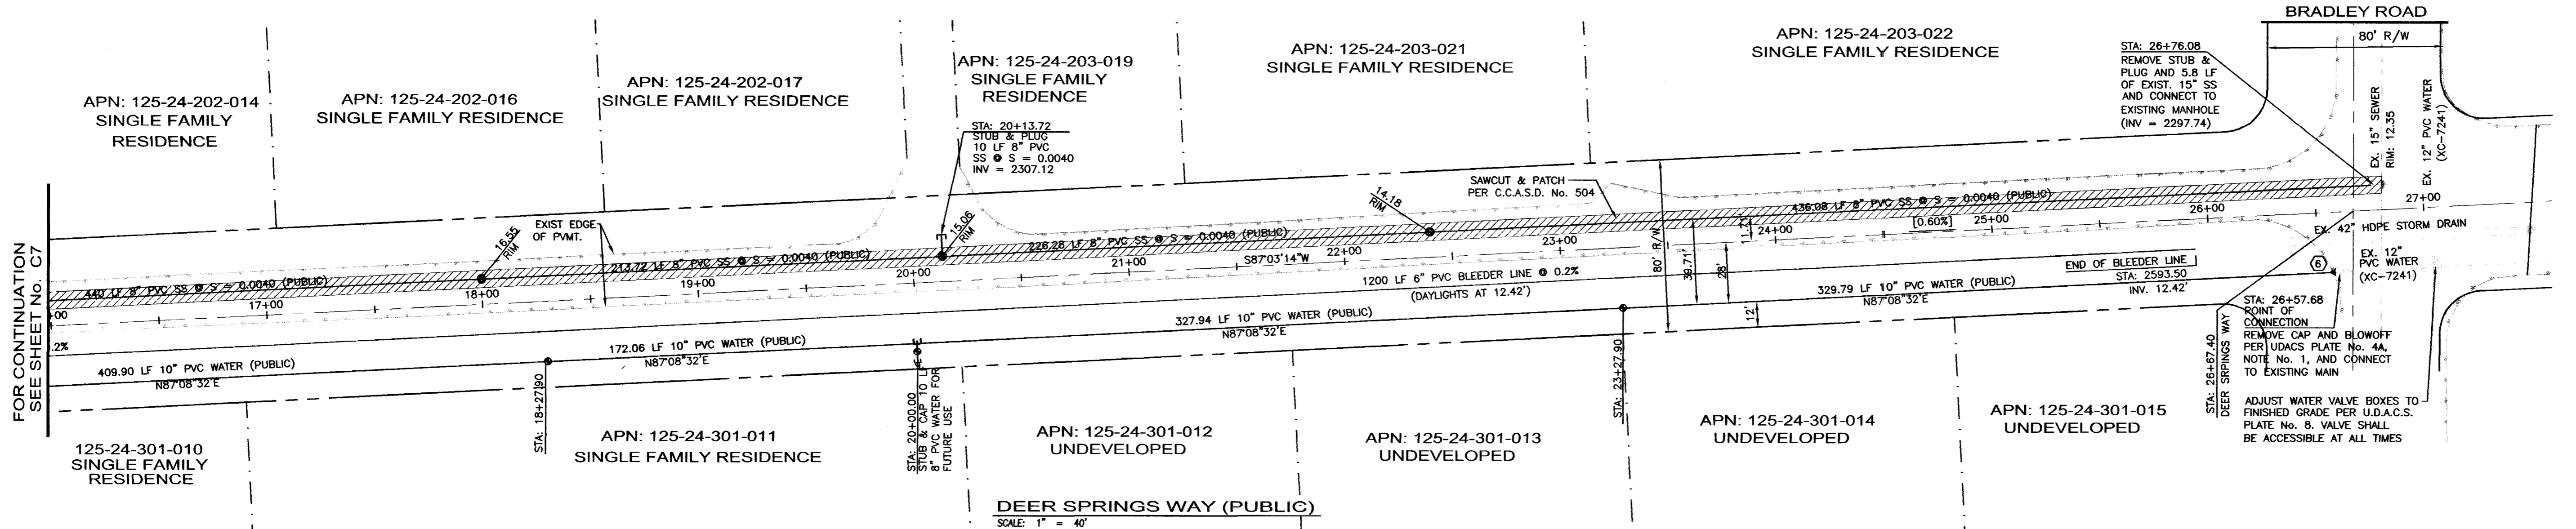 BRADLEY ROAD
80' R/W
APN: 125-24-202-014
SINGLE FAMILY
RESIDENCE
APN: 125-24-202-016
SINGLE FAMILY RESIDENCE
APN: 125-24-202-017
SINGLE FAMILY RESIDENCE
APN: 125-24-203-019
SINGLE FAMILY
RESIDENCE
APN: 125-24-203-021
SINGLE FAMILY RESIDENCE
APN: 125-24-203-022
SINGLE FAMILY RESIDENCE
STA: 26+76.08
REMOVE STUB &
PLUG AND 5.8 LF
OF EXIST. 15" SS
AND CONNECT TO
EXISTING MANHOLE
(INV = 2297.74)
EX. 15" SEWER
RIM: 12.35
EX. 12" PVC WATER
(XC-7241)
STA: 20+13.72
STUB & PLUG
10 LF 8" PVC
SS @ S = 0.0040
INV = 2307.12
SAWCUT & PATCH
PER C.C.A.S.D. No. 504
14.18
RIM
15.06
RIM
16.55
RIM
EXIST EDGE
OF PVMT.
FOR CONTINUATION
SEE SHEET No. C7
440 LF 8" PVC SS @ S = 0.0040 (PUBLIC)
213.72 LF 8" PVC SS @ S = 0.0040 (PUBLIC)
226.28 LF 8" PVC SS @ S = 0.0040 (PUBLIC)
436.08 LF 8" PVC SS @ S = 0.0040 (PUBLIC)
[0.60%]
+00
17+00
18+00
19+00
20+00
21+00
22+00
23+00
24+00
25+00
26+00
27+00
S87°03'14"W
80' R/W
39.71'
28'
11.71'
12'
EX. 42" HDPE STORM DRAIN
EX. 12"
PVC WATER
(XC-7241)
6
1200 LF 6" PVC BLEEDER LINE @ 0.2%
(DAYLIGHTS AT 12.42')
END OF BLEEDER LINE
STA: 2593.50
INV. 12.42'
.2%
409.90 LF 10" PVC WATER (PUBLIC)
N87°08'32"E
172.06 LF 10" PVC WATER (PUBLIC)
N87°08'32"E
327.94 LF 10" PVC WATER (PUBLIC)
N87°08'32"E
329.79 LF 10" PVC WATER (PUBLIC)
N87°08'32"E
STA: 18+27.90
STA: 20+00.00
STUB & CAP 10 LF
8" PVC WATER FOR
FUTURE USE
STA: 23+27.90
STA: 26+67.40
DEER SRPINGS WAY
STA: 26+57.68
POINT OF
CONNECTION
REMOVE CAP AND BLOWOFF
PER UDACS PLATE No. 4A,
NOTE No. 1, AND CONNECT
TO EXISTING MAIN
ADJUST WATER VALVE BOXES TO
FINISHED GRADE PER U.D.A.C.S.
PLATE No. 8. VALVE SHALL
BE ACCESSIBLE AT ALL TIMES
125-24-301-010
SINGLE FAMILY
RESIDENCE
APN: 125-24-301-011
SINGLE FAMILY RESIDENCE
APN: 125-24-301-012
UNDEVELOPED
APN: 125-24-301-013
UNDEVELOPED
APN: 125-24-301-014
UNDEVELOPED
APN: 125-24-301-015
UNDEVELOPED
DEER SPRINGS WAY (PUBLIC)
SCALE: 1" = 40'